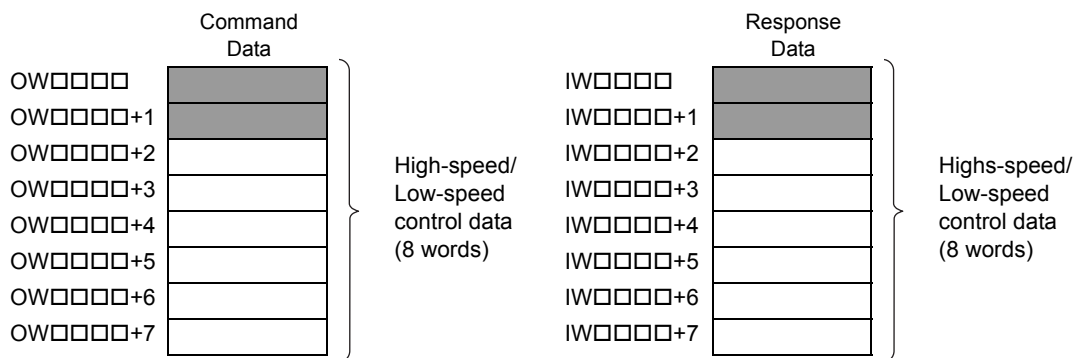 Command
Data
OW□□□□
OW□□□□+1
OW□□□□+2
OW□□□□+3
OW□□□□+4
OW□□□□+5
OW□□□□+6
OW□□□□+7
High-speed/
Low-speed
control data
(8 words)
Response
Data
IW□□□□
IW□□□□+1
IW□□□□+2
IW□□□□+3
IW□□□□+4
IW□□□□+5
IW□□□□+6
IW□□□□+7
Highs-speed/
Low-speed
control data
(8 words)